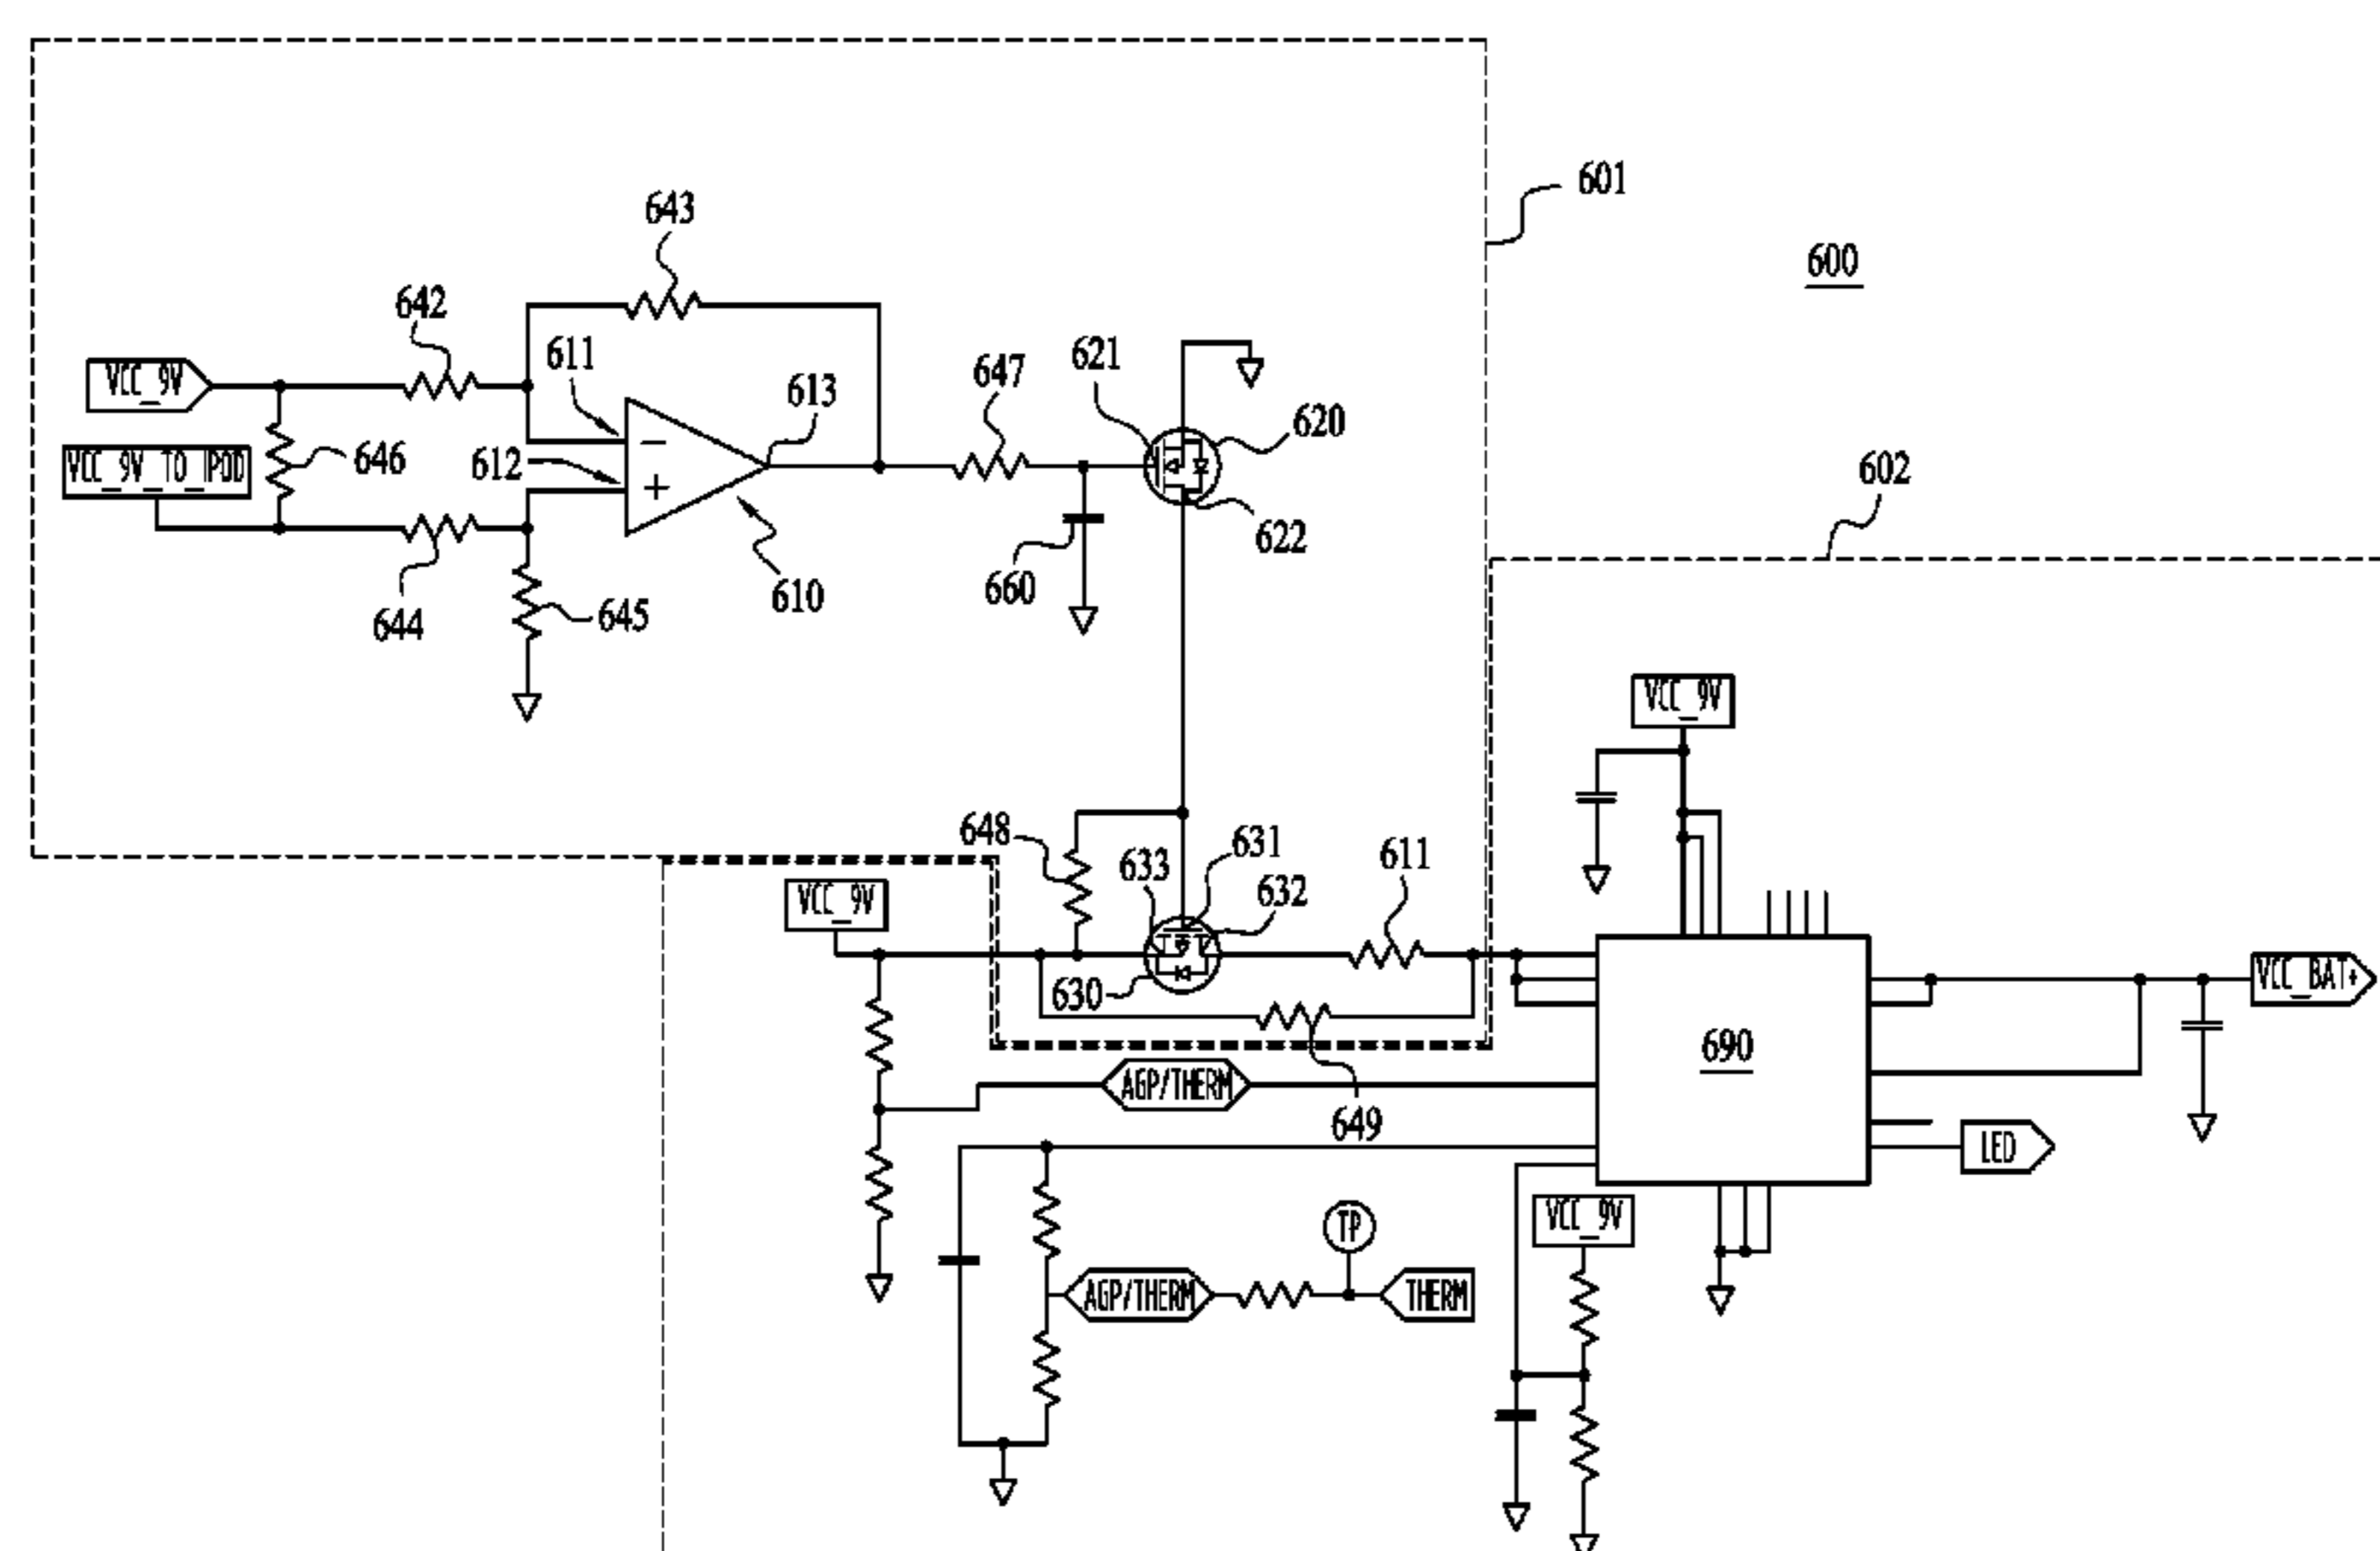 601
643
600
642
611
613
647
621
VCC_9V
620
612
646
VCC_9V_TO_IPOD
602
622
660
610
644
645
VCC_9V
648
633
631
611
632
VCC_9V
630
VCC_BAT+
690
AGP/THERM
649
LED
TP
VCC_9V
AGP/THERM
THERM